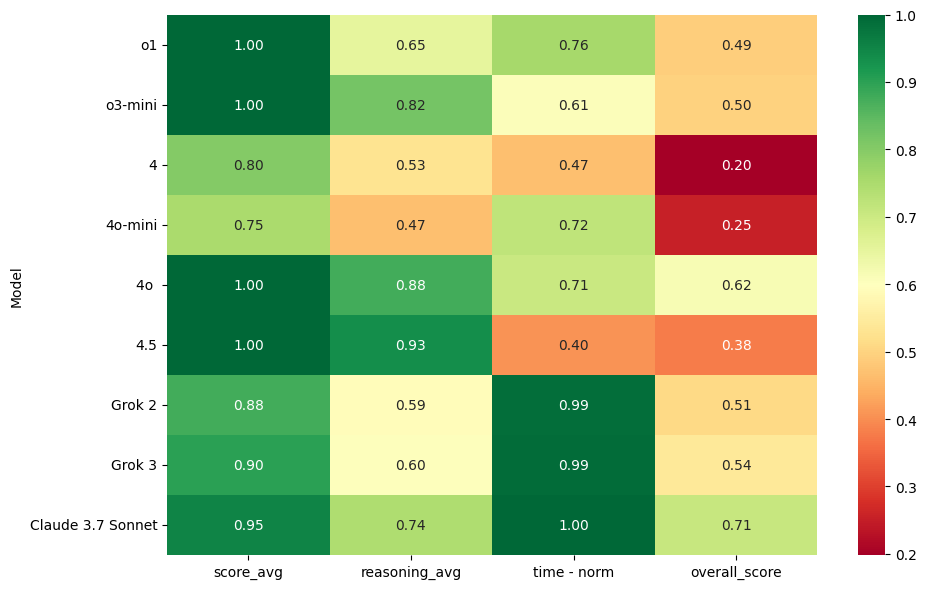 o1 1.00 0.65 0.76 0.49
o3-mini 1.00 0.82 0.61 0.50
4 0.80 0.53 0.47 0.20
4o-mini 0.75 0.47 0.72 0.25
4o 1.00 0.88 0.71 0.62
4.5 1.00 0.93 0.40 0.38
Grok 2 0.88 0.59 0.99 0.51
Grok 3 0.90 0.60 0.99 0.54
Claude 3.7 Sonnet 0.95 0.74 1.00 0.71
score_avg reasoning_avg time - norm overall_score
Model
1.0
0.9
0.8
0.7
0.6
0.5
0.4
0.3
0.2